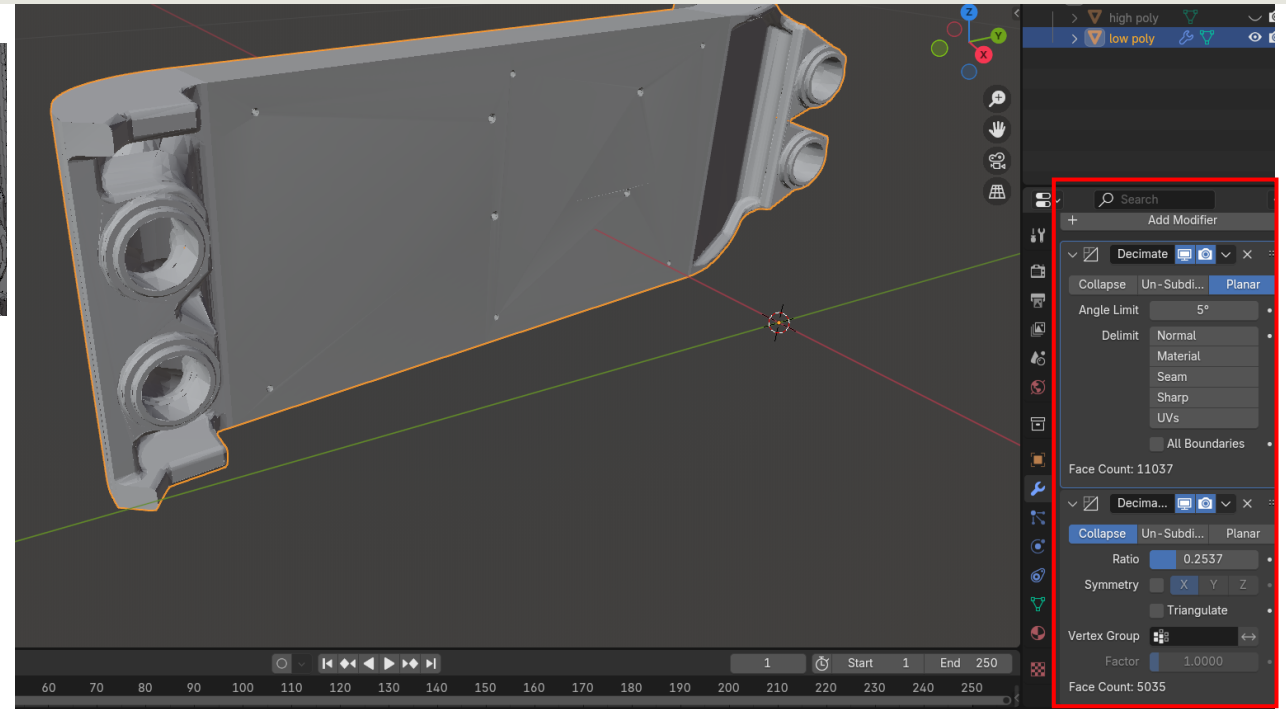 Z
Y
X
high poly
low poly
Search
+ Add Modifier
Decimate
Collapse Un-Subdi... Planar
Angle Limit 5°
Delimit Normal
Material
Seam
Sharp
UVs
All Boundaries
Face Count: 11037
Decima...
Collapse Un-Subdi... Planar
Ratio 0.2537
Symmetry X Y Z
Triangulate
Vertex Group
Factor 1.0000
Face Count: 5035
1 Start 1 End 250
60 70 80 90 100 110 120 130 140 150 160 170 180 190 200 210 220 230 240 250